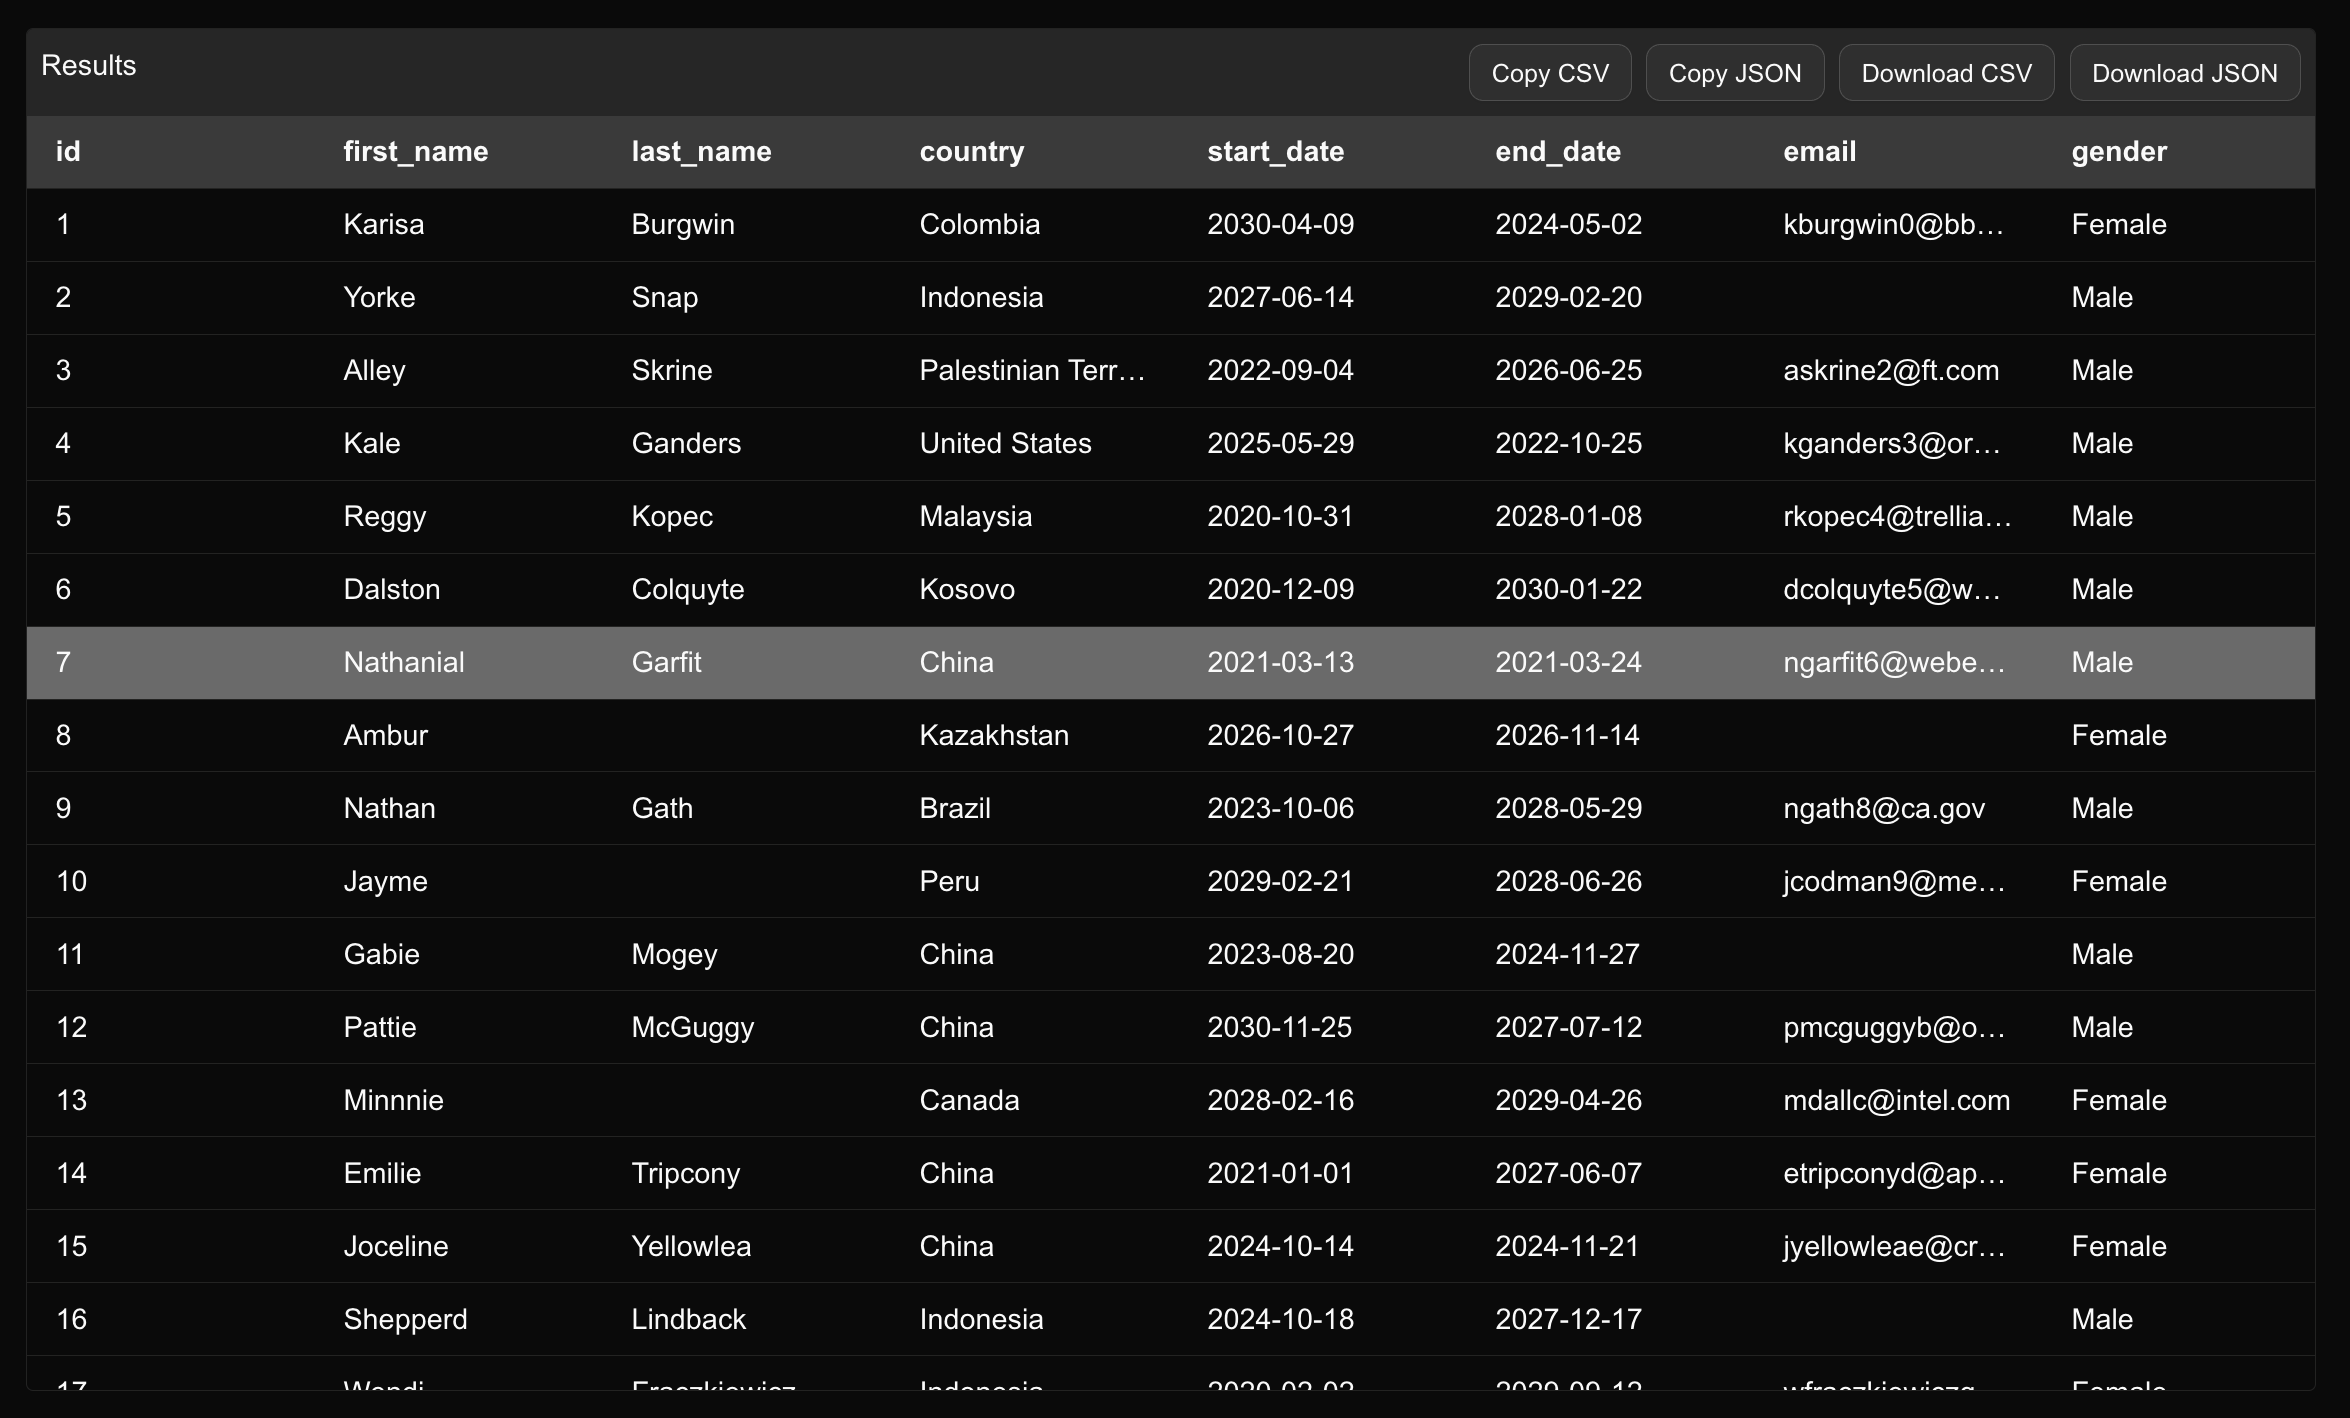 Results Copy CSV Copy JSON Download CSV Download JSON
id first_name last_name country start_date end_date email gender
1 Karisa Burgwin Colombia 2030-04-09 2024-05-02 kburgwin0@bb… Female
2 Yorke Snap Indonesia 2027-06-14 2029-02-20 Male
3 Alley Skrine Palestinian Terr… 2022-09-04 2026-06-25 askrine2@ft.com Male
4 Kale Ganders United States 2025-05-29 2022-10-25 kganders3@or… Male
5 Reggy Kopec Malaysia 2020-10-31 2028-01-08 rkopec4@trellia… Male
6 Dalston Colquyte Kosovo 2020-12-09 2030-01-22 dcolquyte5@w… Male
7 Nathanial Garfit China 2021-03-13 2021-03-24 ngarfit6@webe… Male
8 Ambur Kazakhstan 2026-10-27 2026-11-14 Female
9 Nathan Gath Brazil 2023-10-06 2028-05-29 ngath8@ca.gov Male
10 Jayme Peru 2029-02-21 2028-06-26 jcodman9@me… Female
11 Gabie Mogey China 2023-08-20 2024-11-27 Male
12 Pattie McGuggy China 2030-11-25 2027-07-12 pmcguggyb@o… Male
13 Minnnie Canada 2028-02-16 2029-04-26 mdallc@intel.com Female
14 Emilie Tripcony China 2021-01-01 2027-06-07 etripconyd@ap… Female
15 Joceline Yellowlea China 2024-10-14 2024-11-21 jyellowleae@cr… Female
16 Shepperd Lindback Indonesia 2024-10-18 2027-12-17 Male
17 Indonesia Female